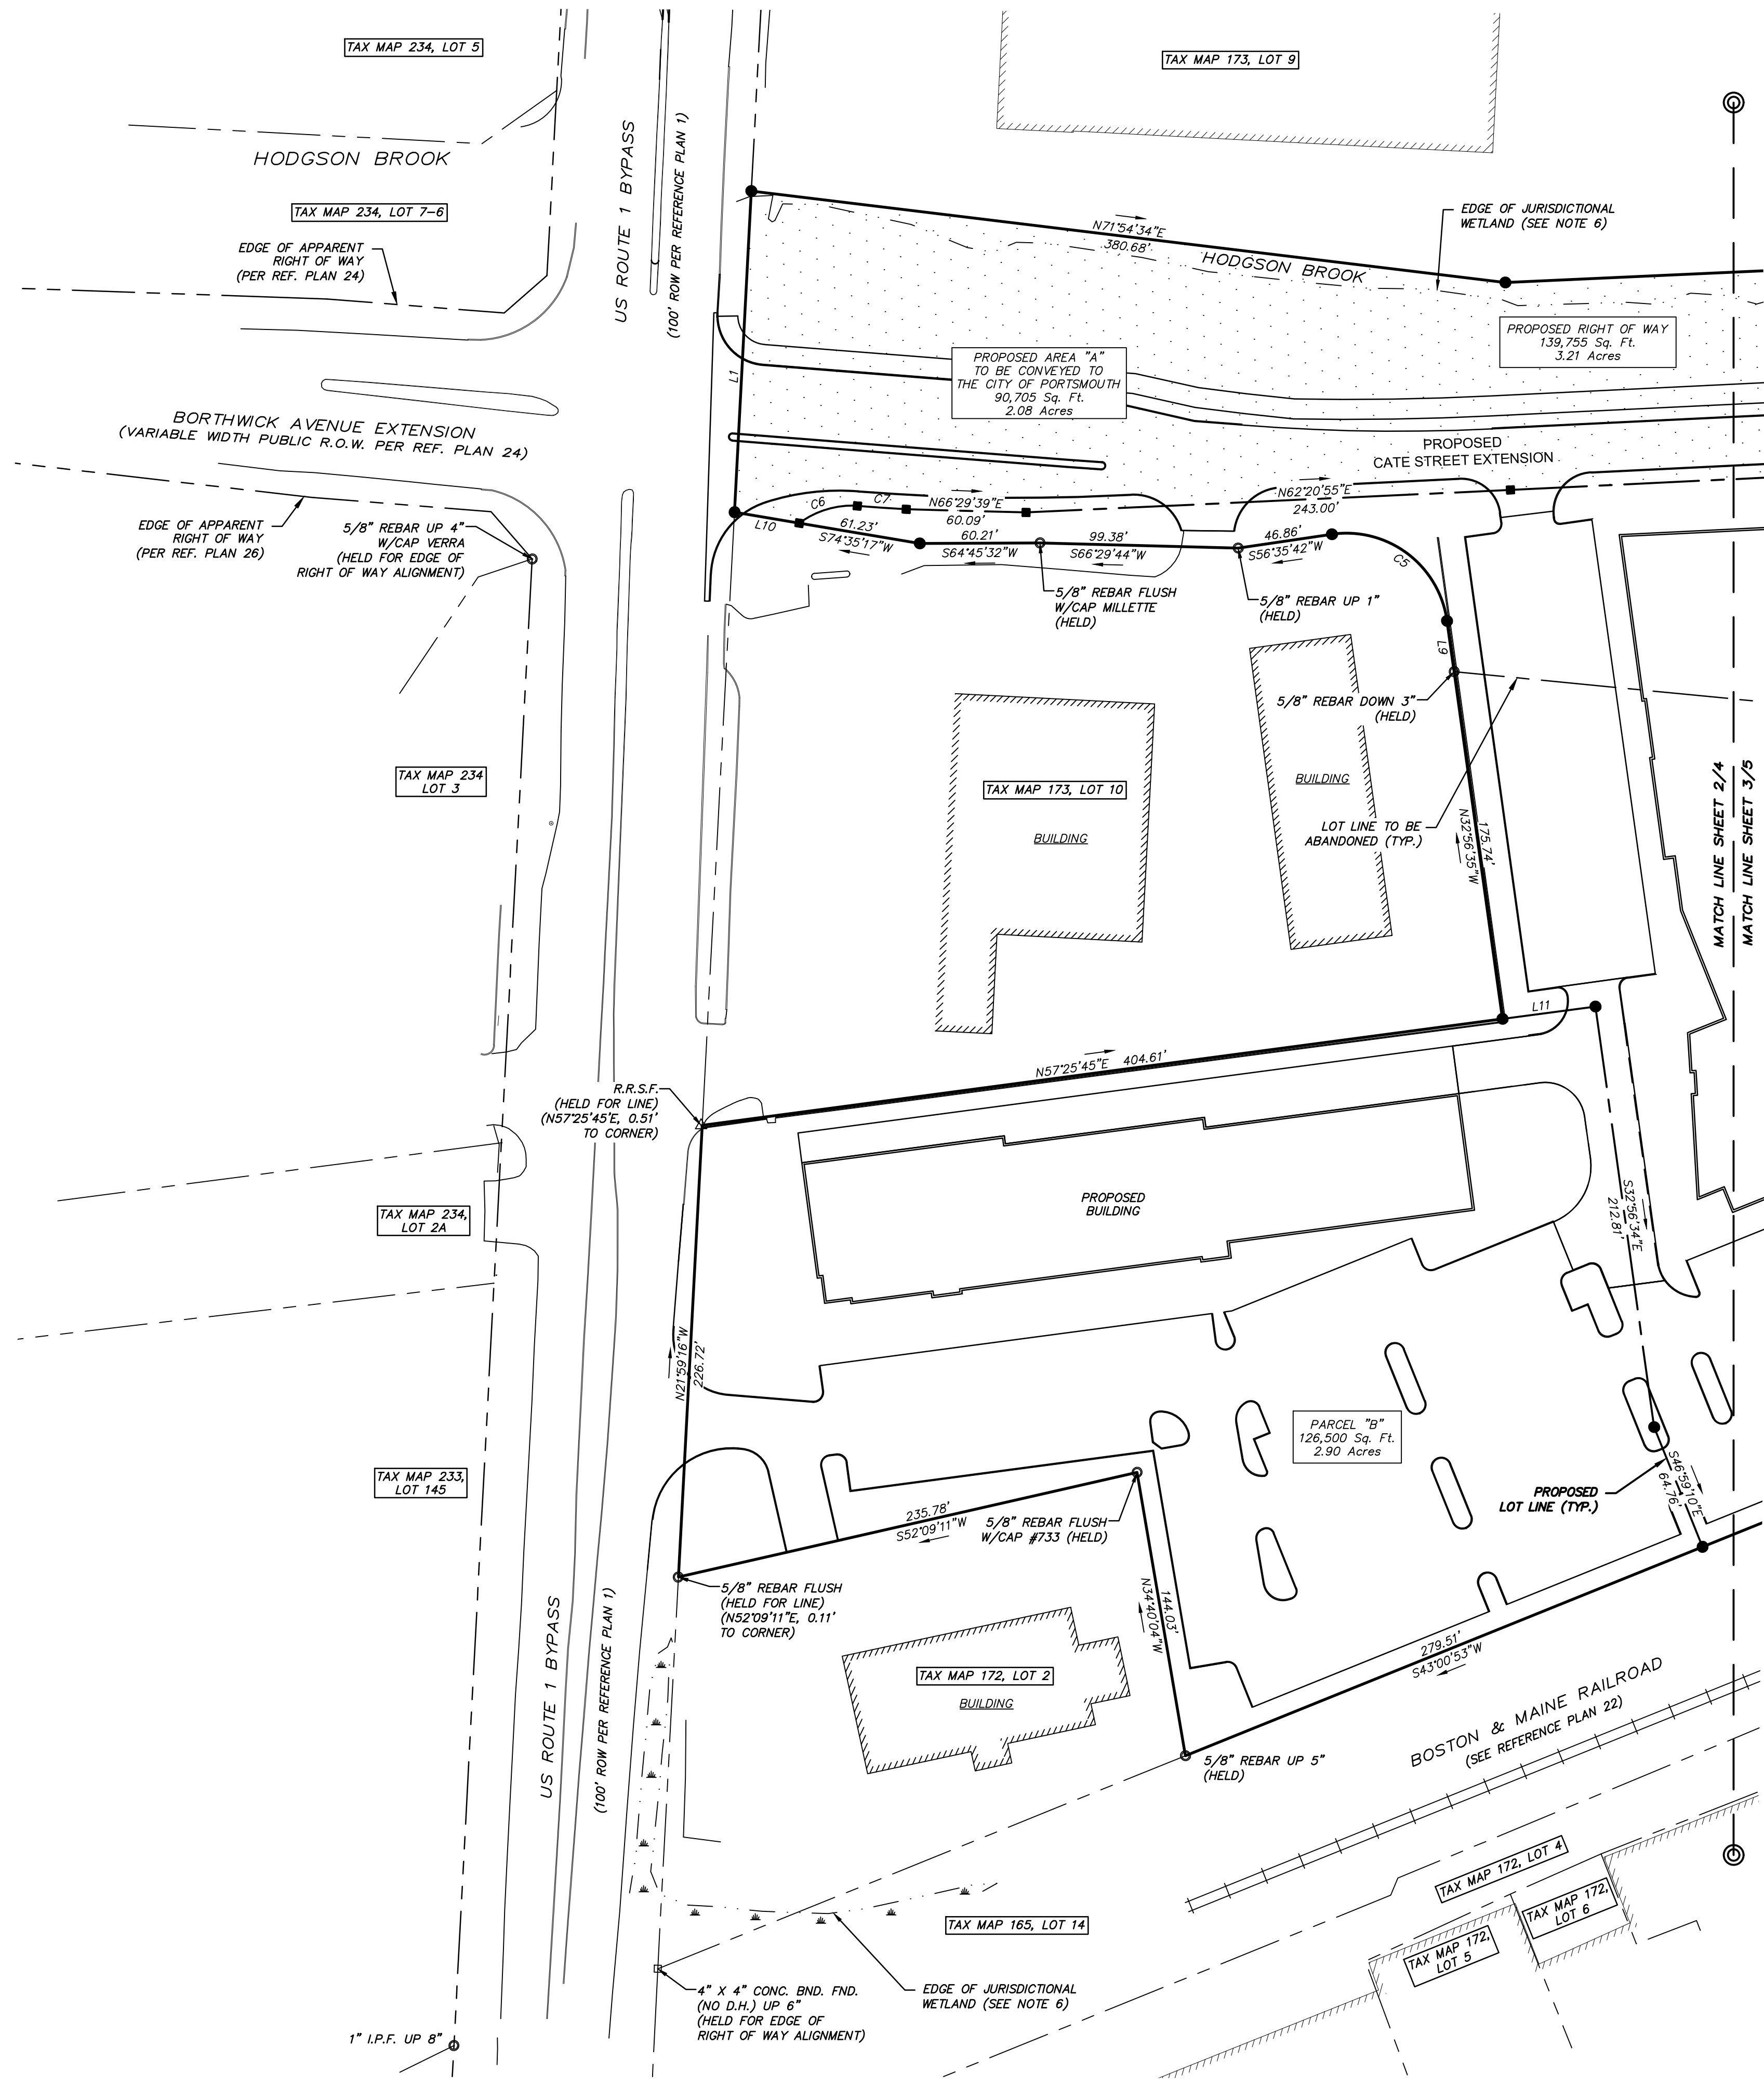 TAX MAP 234, LOT 5
TAX MAP 173, LOT 9
HODGSON BROOK
TAX MAP 234, LOT 7-6
EDGE OF APPARENT
RIGHT OF WAY
(PER REF. PLAN 24)
US ROUTE 1 BYPASS
(100' ROW PER REFERENCE PLAN 1)
N71°54'34"E
380.68'
HODGSON BROOK
EDGE OF JURISDICTIONAL
WETLAND (SEE NOTE 6)
PROPOSED RIGHT OF WAY
139,755 Sq. Ft.
3.21 Acres
L1
PROPOSED AREA "A"
TO BE CONVEYED TO
THE CITY OF PORTSMOUTH
90,705 Sq. Ft.
2.08 Acres
BORTHWICK AVENUE EXTENSION
(VARIABLE WIDTH PUBLIC R.O.W. PER REF. PLAN 24)
PROPOSED
CATE STREET EXTENSION
EDGE OF APPARENT
RIGHT OF WAY
(PER REF. PLAN 26)
5/8" REBAR UP 4"
W/CAP VERRA
(HELD FOR EDGE OF
RIGHT OF WAY ALIGNMENT)
L10
C6
C7
N66°29'39"E
60.09'
N62°20'55"E
243.00'
61.23'
S74°35'17"W
60.21'
S64°45'32"W
99.38'
S66°29'44"W
46.86'
S56°35'42"W
C5
5/8" REBAR FLUSH
W/CAP MILLETTE
(HELD)
5/8" REBAR UP 1"
(HELD)
L9
5/8" REBAR DOWN 3"
(HELD)
TAX MAP 234
LOT 3
TAX MAP 173, LOT 10
BUILDING
BUILDING
LOT LINE TO BE
ABANDONED (TYP.)
175.74'
N32°56'35"W
MATCH LINE SHEET 2/4
MATCH LINE SHEET 3/5
L11
N57°25'45"E 404.61'
R.R.S.F.
(HELD FOR LINE)
(N57°25'45'E, 0.51'
TO CORNER)
PROPOSED
BUILDING
S32°56'34"E
212.81'
TAX MAP 234,
LOT 2A
N21°59'16"W
226.72'
PARCEL "B"
126,500 Sq. Ft.
2.90 Acres
TAX MAP 233,
LOT 145
S46°59'10"E
64.76'
PROPOSED
LOT LINE (TYP.)
235.78'
S52°09'11"W
5/8" REBAR FLUSH
W/CAP #733 (HELD)
5/8" REBAR FLUSH
(HELD FOR LINE)
(N52°09'11"E, 0.11'
TO CORNER)
144.03'
N34°40'04"W
279.51'
S43°00'53"W
US ROUTE 1 BYPASS
(100' ROW PER REFERENCE PLAN 1)
TAX MAP 172, LOT 2
BUILDING
BOSTON & MAINE RAILROAD
(SEE REFERENCE PLAN 22)
5/8" REBAR UP 5"
(HELD)
TAX MAP 172, LOT 4
TAX MAP 172,
LOT 6
TAX MAP 172,
LOT 5
TAX MAP 165, LOT 14
4" X 4" CONC. BND. FND.
(NO D.H.) UP 6"
(HELD FOR EDGE OF
RIGHT OF WAY ALIGNMENT)
EDGE OF JURISDICTIONAL
WETLAND (SEE NOTE 6)
1" I.P.F. UP 8"